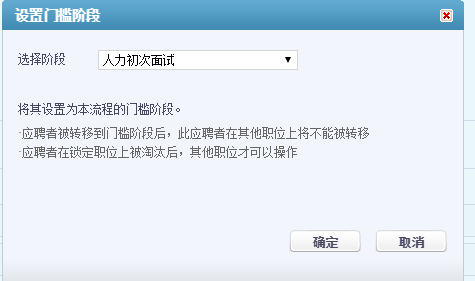 设置门槛阶段
选择阶段 人力初次面试
将其设置为本流程的门槛阶段。
·应聘者被转移到门槛阶段后，此应聘者在其他职位上将不能被转移
·应聘者在锁定职位上被淘汰后，其他职位才可以操作
确定 取消